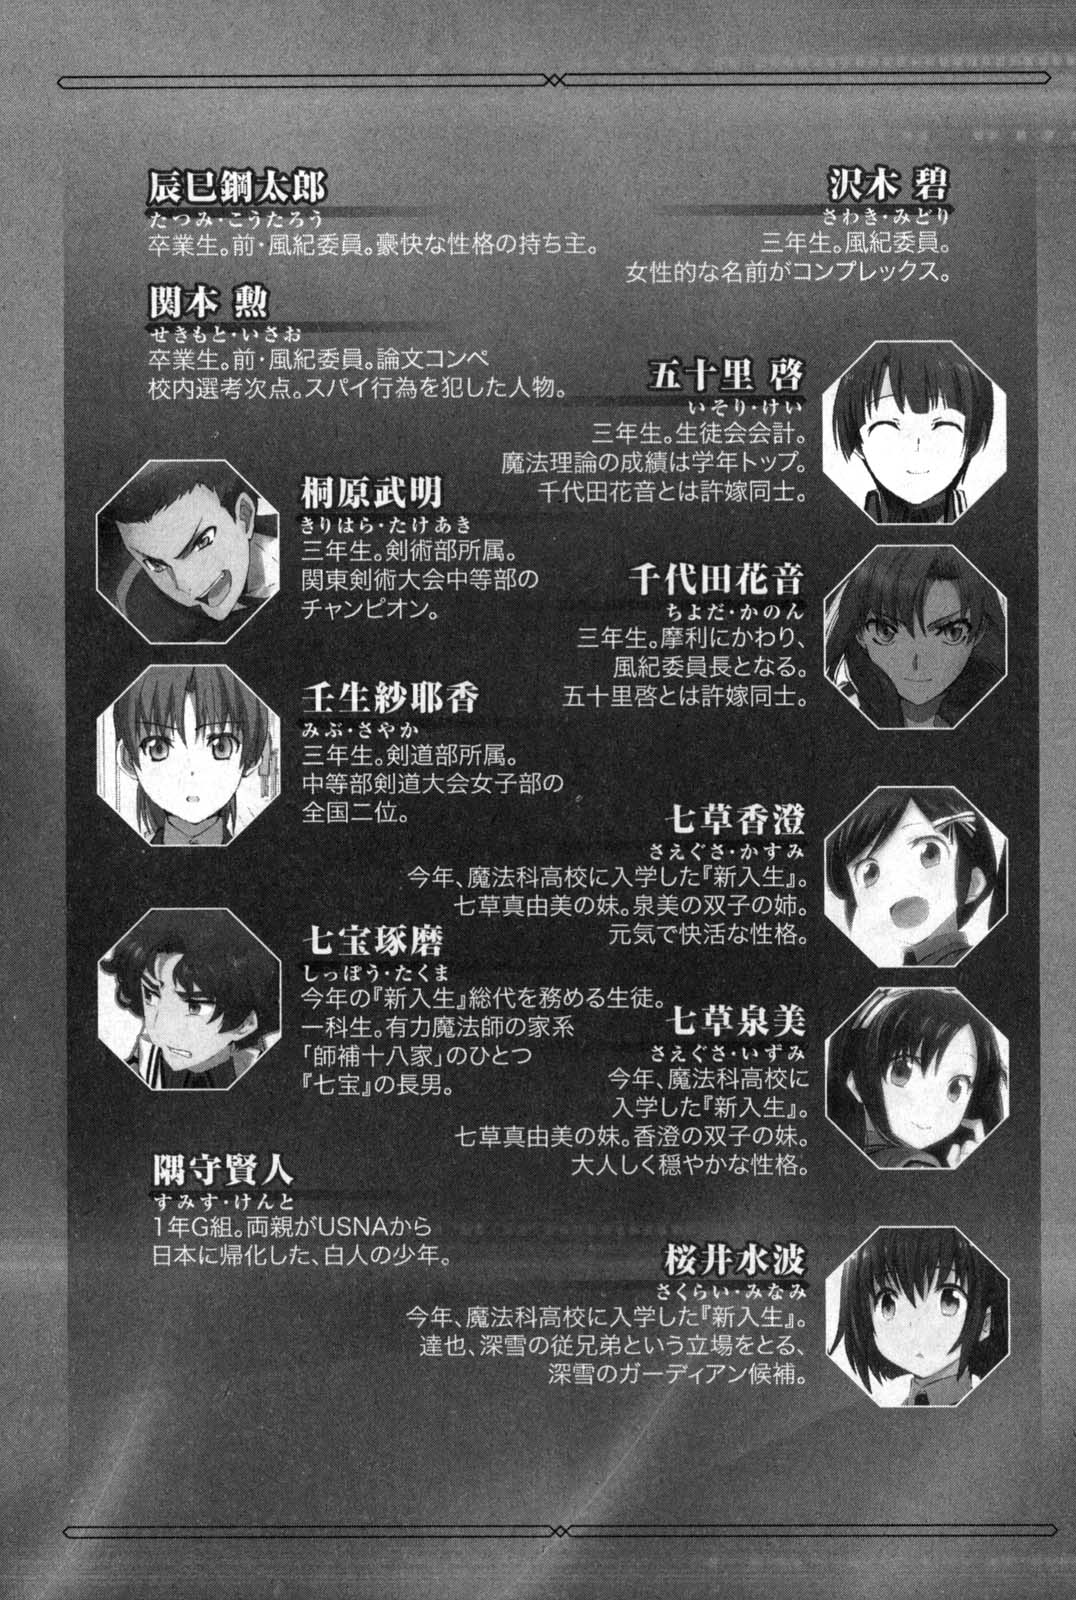 沢木 碧
さわき・みどり
三年生。風紀委員。
女性的な名前がコンプレックス。
五十里 啓
いそり・けい
三年生。生徒会会計。
魔法理論の成績は学年トップ。
千代田花音とは許嫁同士。
千代田花音
ちよだ・かのん
三年生。摩利にかわり、
風紀委員長となる。
五十里啓とは許嫁同士。
七草香澄
さえぐさ・かすみ
今年、魔法科高校に入学した『新入生』。
七草真由美の妹。泉美の双子の姉。
元気で快活な性格。
七草泉美
さえぐさ・いずみ
今年、魔法科高校に
入学した『新入生』。
七草真由美の妹。香澄の双子の妹。
大人しく穏やかな性格。
桜井水波
さくらい・みなみ
今年、魔法科高校に入学した『新入生』。
達也、深雪の従兄弟という立場をとる、
深雪のガーディアン候補。
辰巳鋼太郎
たつみ・こうたろう
卒業生。前・風紀委員。豪快な性格の持ち主。
関本 勲
せきもと・いさお
卒業生。前・風紀委員。論文コンペ
校内選考次点。スパイ行為を犯した人物。
桐原武明
きりはら・たけあき
三年生。剣術部所属。
関東剣術大会中等部の
チャンピオン。
壬生紗耶香
みぶ・さやか
三年生。剣道部所属。
中等部剣道大会女子部の
全国二位。
七宝琢磨
しっぽう・たくま
今年の『新入生』総代を務める生徒。
一科生。有力魔法師の家系
「師補十八家」のひとつ
『七宝』の長男。
隅守賢人
すみす・けんと
1年G組。両親がUSNAから
日本に帰化した、白人の少年。